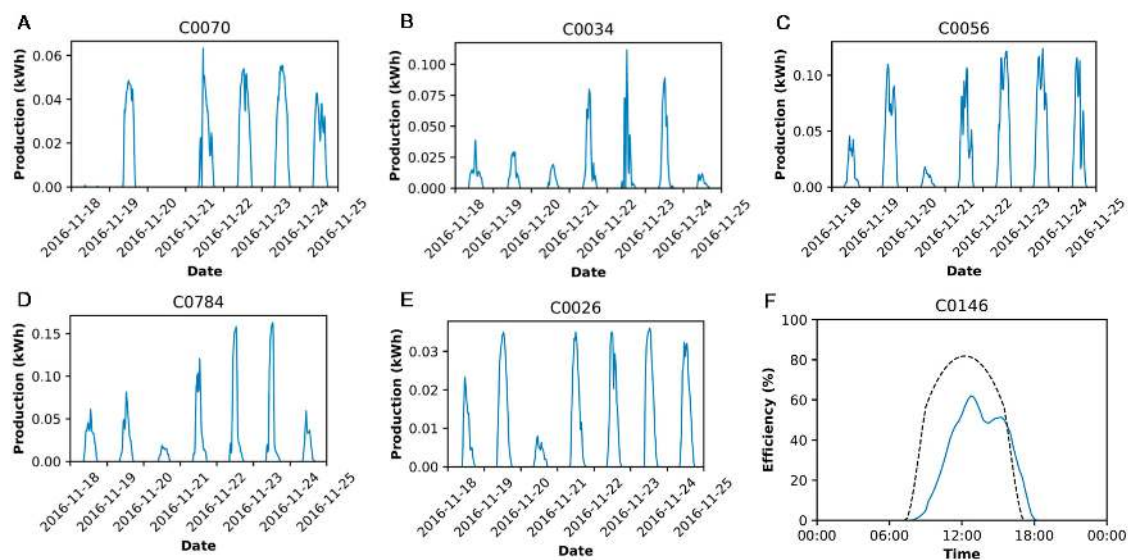 A
C0070
Production (kWh)
0.06
0.04
0.02
0.00
2016-11-18
2016-11-19
2016-11-20
2016-11-21
2016-11-22
2016-11-23
2016-11-24
2016-11-25
Date
B
C0034
Production (kWh)
0.100
0.075
0.050
0.025
0.000
2016-11-18
2016-11-19
2016-11-20
2016-11-21
2016-11-22
2016-11-23
2016-11-24
2016-11-25
Date
C
C0056
Production (kWh)
0.10
0.05
0.00
2016-11-18
2016-11-19
2016-11-20
2016-11-21
2016-11-22
2016-11-23
2016-11-24
2016-11-25
Date
D
C0784
Production (kWh)
0.15
0.10
0.05
0.00
2016-11-18
2016-11-19
2016-11-20
2016-11-21
2016-11-22
2016-11-23
2016-11-24
2016-11-25
Date
E
C0026
Production (kWh)
0.03
0.02
0.01
0.00
2016-11-18
2016-11-19
2016-11-20
2016-11-21
2016-11-22
2016-11-23
2016-11-24
2016-11-25
Date
F
C0146
Efficiency (%)
100
80
60
40
20
0
00:00
06:00
12:00
18:00
00:00
Time